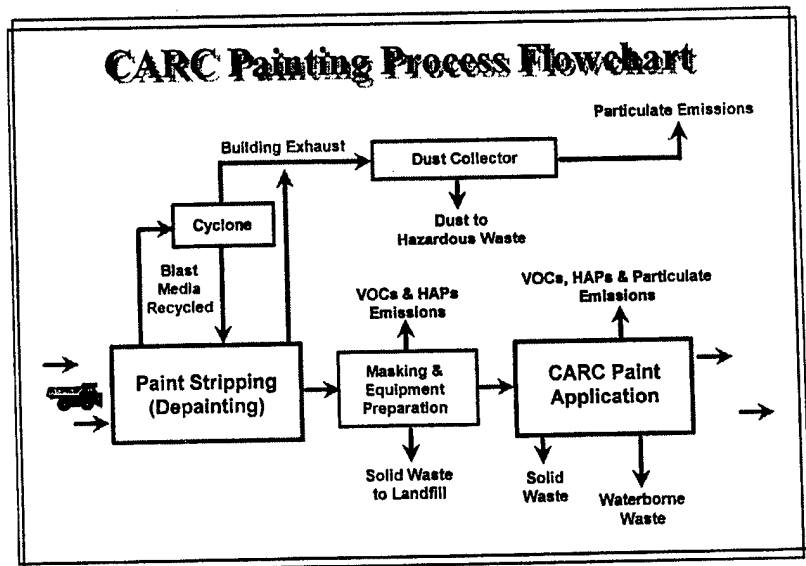 CARC Painting Process Flowchart
Particulate Emissions
Building Exhaust
Dust Collector
Cyclone
Dust to
Hazardous Waste
Blast
Media
Recycled
VOCs & HAPs
Emissions
VOCs, HAPs & Particulate
Emissions
Paint Stripping
(Depainting)
Masking &
Equipment
Preparation
CARC Paint
Application
Solid Waste
to Landfill
Solid
Waste
Waterborne
Waste